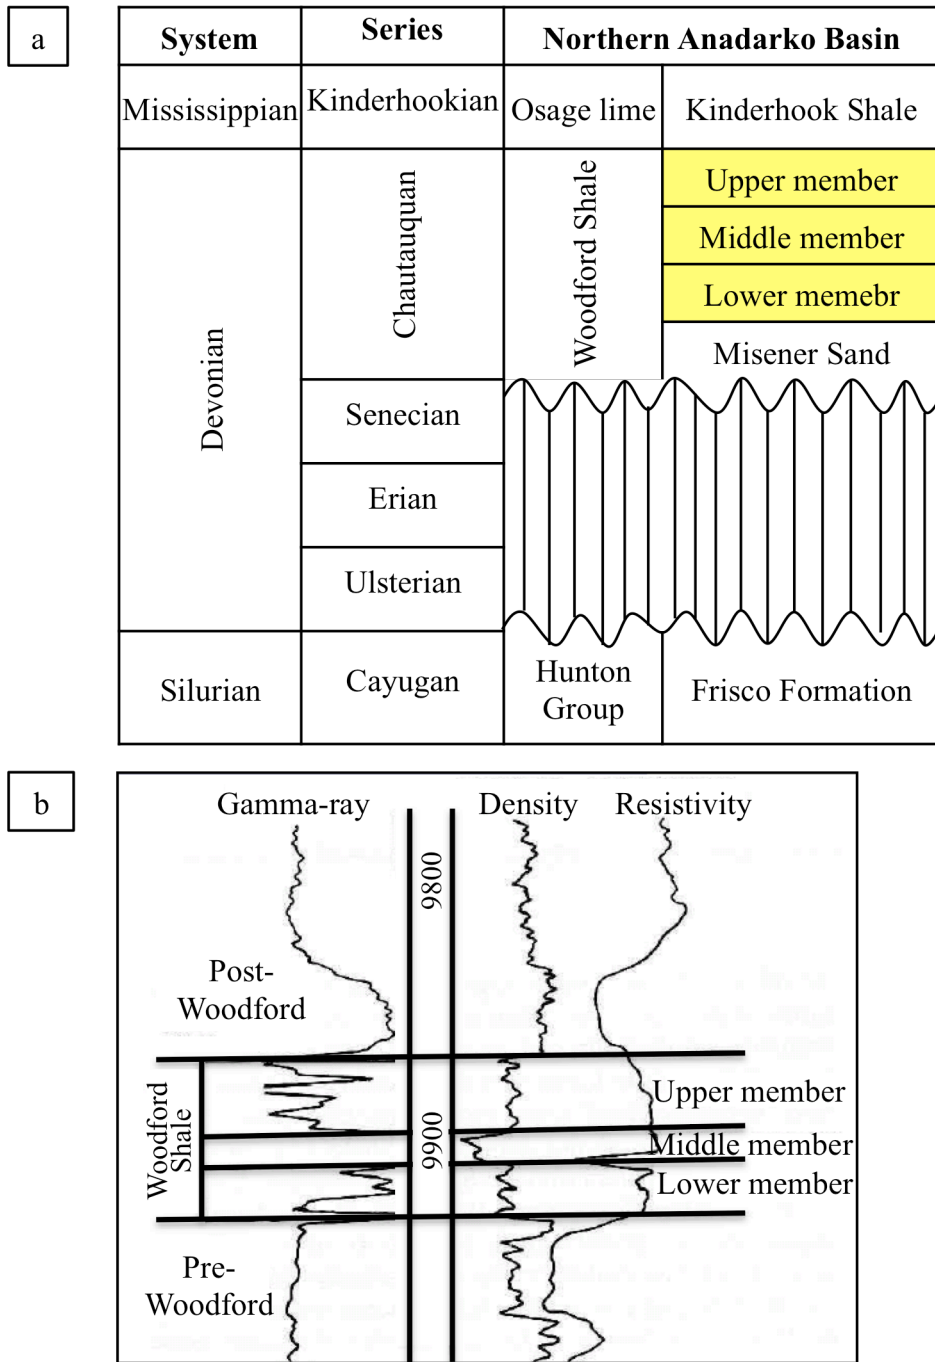 a
System
Series
Northern Anadarko Basin
Mississippian
Kinderhookian
Osage lime
Kinderhook Shale
Devonian
Chautauquan
Woodford Shale
Upper member
Middle member
Lower memebr
Misener Sand
Senecian
Erian
Ulsterian
Silurian
Cayugan
Hunton
Group
Frisco Formation
b
Gamma-ray
Density
Resistivity
9800
Post-
Woodford
Woodford
Shale
9900
Upper member
Middle member
Lower member
Pre-
Woodford